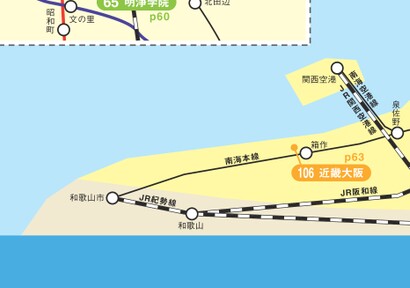 65 明浄学院
p60
北田辺
昭和町
文の里
関西空港
南海空港線
JR関西空港線
泉佐野
箱作
p63
106 近畿大阪
南海本線
JR阪和線
和歌山市
JR紀勢線
和歌山